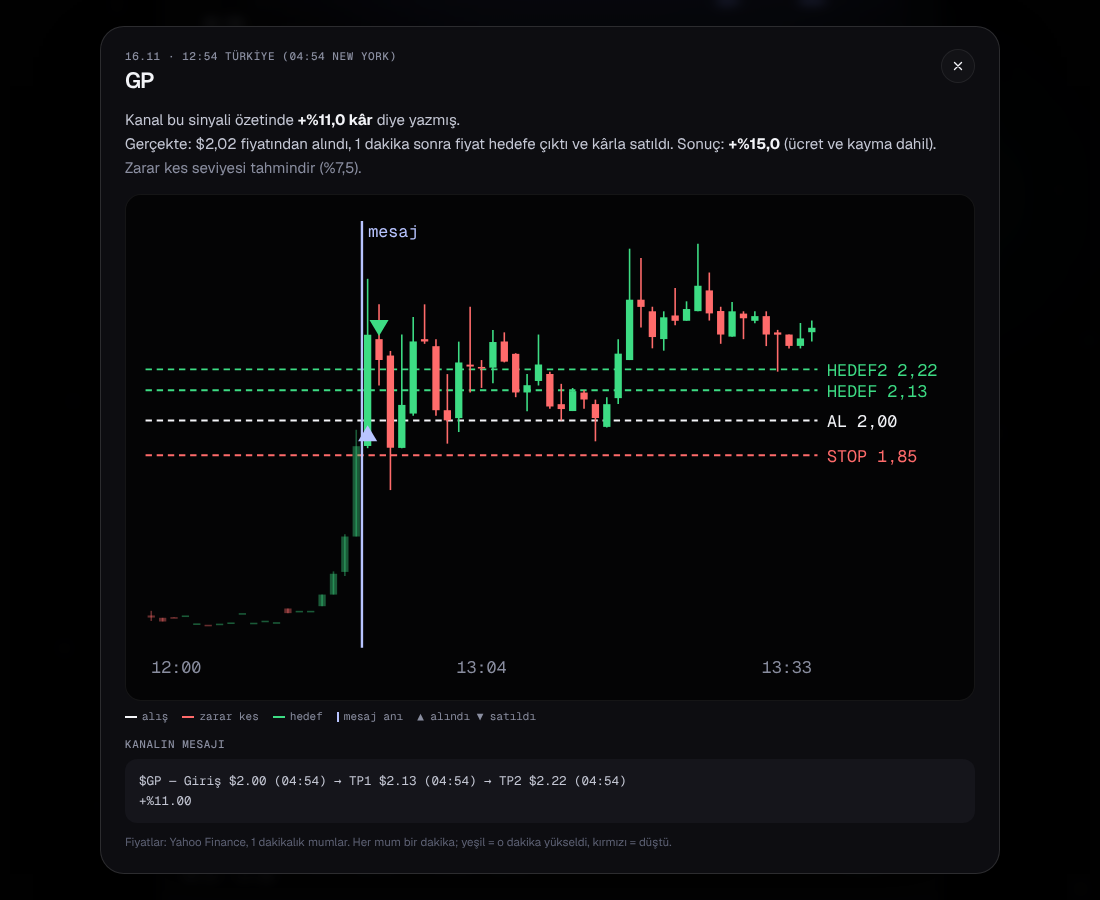 16.11 · 12:54 TÜRKİYE (04:54 NEW YORK)
GP
Kanal bu sinyali özetinde +%11,0 kâr diye yazmış.
Gerçekte: $2,02 fiyatından alındı, 1 dakika sonra fiyat hedefe çıktı ve kârla satıldı. Sonuç: +%15,0 (ücret ve kayma dahil).
Zarar kes seviyesi tahmindir (%7,5).
mesaj
HEDEF2 2,22
HEDEF 2,13
AL 2,00
STOP 1,85
12:00 13:04 13:33
alış zarar kes hedef mesaj anı ▲ alındı ▼ satıldı
KANALIN MESAJI
$GP — Giriş $2.00 (04:54) → TP1 $2.13 (04:54) → TP2 $2.22 (04:54)
+%11.00
Fiyatlar: Yahoo Finance, 1 dakikalık mumlar. Her mum bir dakika; yeşil = o dakika yükseldi, kırmızı = düştü.